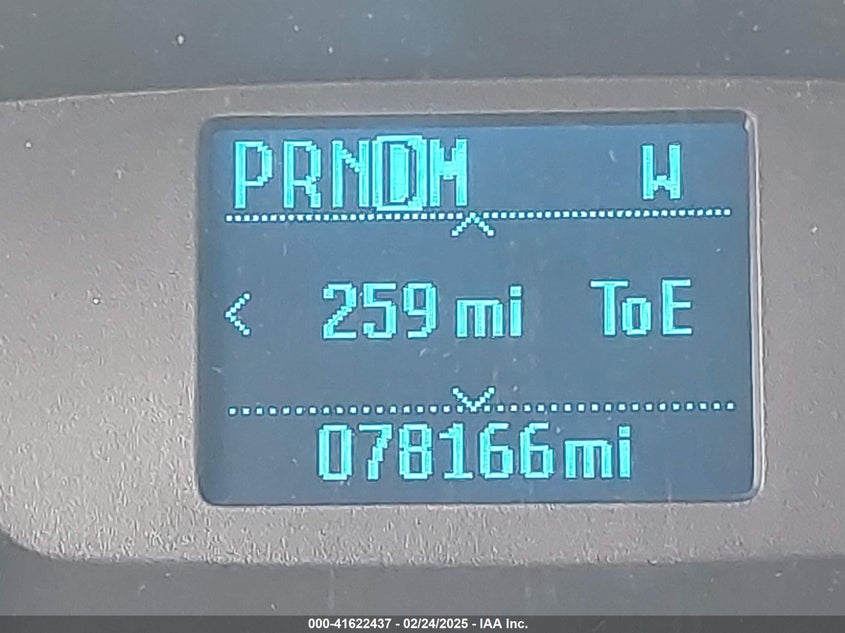 PRNDM W
259 mi ToE
078166mi
000-41622437 - 02/24/2025 - IAA Inc.